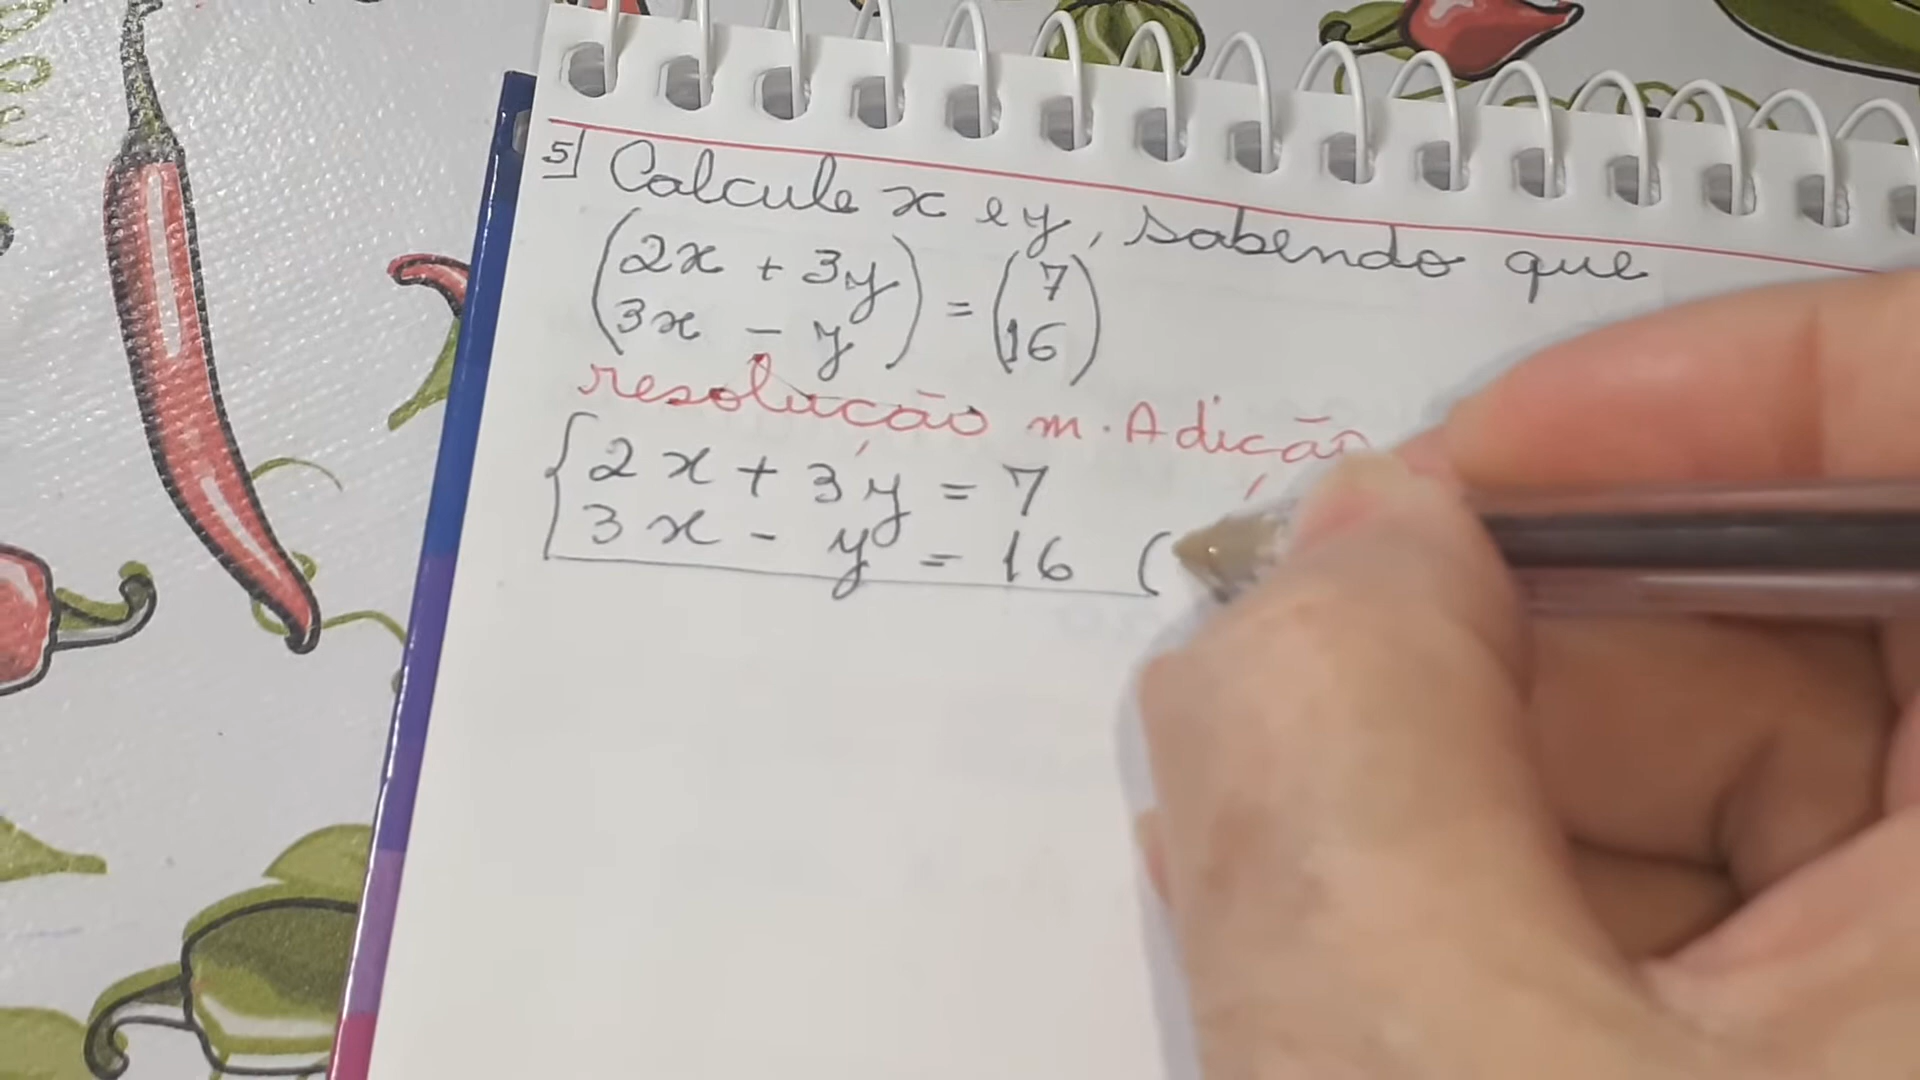 5) Calcule x e y, sabendo que
(2x + 3y) = (7)
(3x - y) = (16)
resolução m. Adição
{2x + 3y = 7
3x - y = 16 (